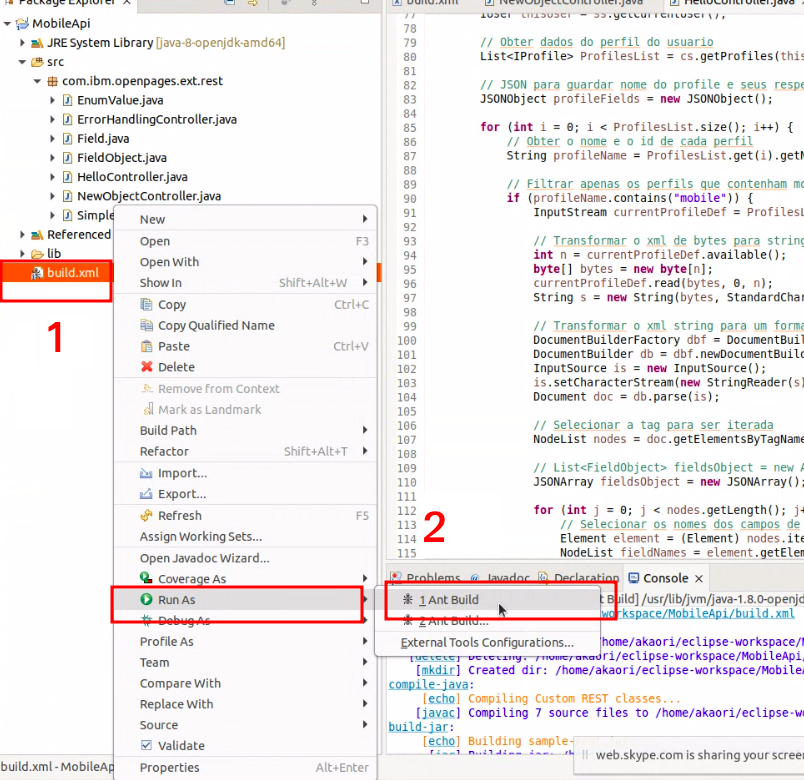 Package Explorer
MobileApi
JRE System Library [java-8-openjdk-amd64]
src
com.ibm.openpages.ext.rest
EnumValue.java
ErrorHandlingController.java
Field.java
FieldObject.java
HelloController.java
NewObjectController.java
Simple
Referenced
lib
build.xml
1
New
Open F3
Open With
Show In Shift+Alt+W
Copy Ctrl+C
Copy Qualified Name
Paste Ctrl+V
Delete
Remove from Context
Mark as Landmark
Build Path
Refactor Shift+Alt+T
Import...
Export...
Refresh F5
Assign Working Sets...
Open Javadoc Wizard...
Coverage As
Run As
Debug As
Profile As
Team
Compare With
Replace With
Source
Validate
Properties Alt+Enter
2
1 Ant Build
2 Ant Build...
External Tools Configurations...
build.xml NewObjectController.java HelloController.java
77 IUser thisUser = ss.getCurrentUser();
78
79 // Obter dados do perfil do usuario
80 List<IProfile> ProfilesList = cs.getProfiles(this
81
82 // JSON para guardar nome do profile e seus respe
83 JSONObject profileFields = new JSONObject();
84
85 for (int i = 0; i < ProfilesList.size(); i++) {
86 // Obter o nome e o id de cada perfil
87 String profileName = ProfilesList.get(i).getN
88
89 // Filtrar apenas os perfils que contenham mo
90 if (profileName.contains("mobile")) {
91 InputStream currentProfileDef = ProfilesL
92
93 // Transformar o xml de bytes para string
94 int n = currentProfileDef.available();
95 byte[] bytes = new byte[n];
96 currentProfileDef.read(bytes, 0, n);
97 String s = new String(bytes, StandardChar
98
99 // Transformar o xml string para um forma
100 DocumentBuilderFactory dbf = DocumentBuil
101 DocumentBuilder db = dbf.newDocumentBuild
102 InputSource is = new InputSource();
103 is.setCharacterStream(new StringReader(s)
104 Document doc = db.parse(is);
105
106 // Selecionar a tag para ser iterada
107 NodeList nodes = doc.getElementsByTagName
108
109 // List<FieldObject> fieldsObject = new A
110 JSONArray fieldsObject = new JSONArray();
111
112 for (int j = 0; j < nodes.getLength(); j+
113 // Selecionar os nomes dos campos de
114 Element element = (Element) nodes.ite
115 NodeList fieldNames = element.getElem
Problems Javadoc Declaration Console
t Build] /usr/lib/jvm/java-1.8.0-openjd
workspace/MobileApi/build.xml
/home/akaori/eclipse-workspace/M
[delete] Deleting: /home/akaori/eclipse-workspace/MobileApi/
[mkdir] Created dir: /home/akaori/eclipse-workspace/MobileA
compile-java:
[echo] Compiling Custom REST classes...
[javac] Compiling 7 source files to /home/akaori/eclipse-wo
build-jar:
[echo] Building sample-
build.xml - MobileAp
web.skype.com is sharing your screen